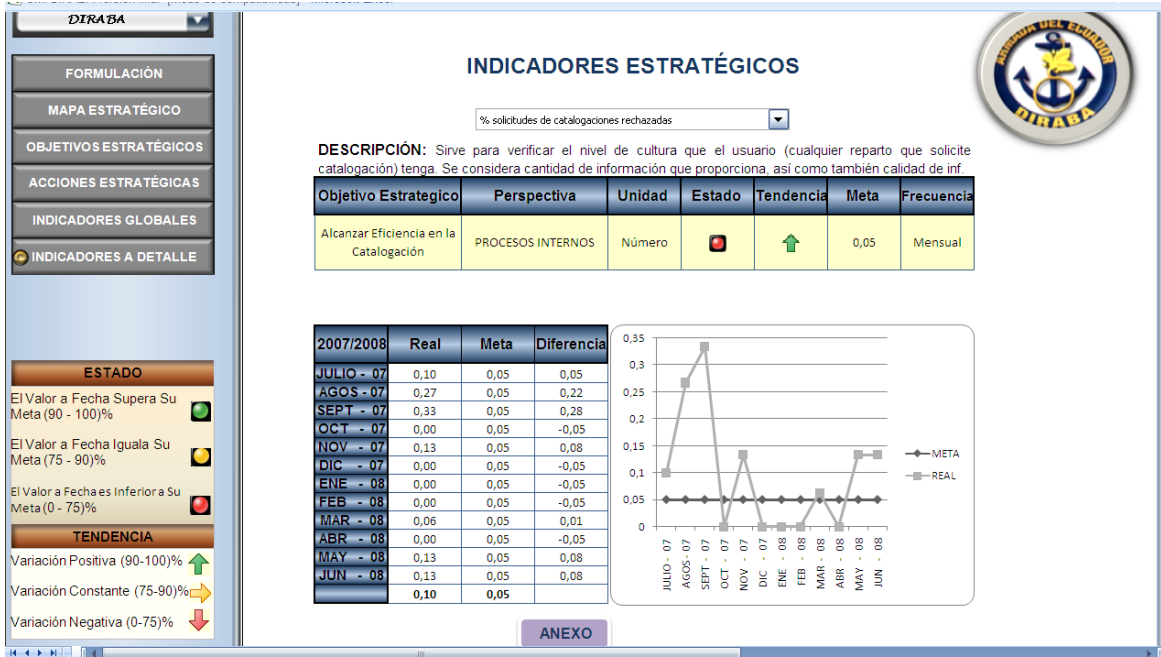 DIRABA
FORMULACIÓN
MAPA ESTRATÉGICO
OBJETIVOS ESTRATÉGICOS
ACCIONES ESTRATÉGICAS
INDICADORES GLOBALES
INDICADORES A DETALLE
ESTADO
El Valor a Fecha Supera Su
Meta (90 - 100)%
El Valor a Fecha Iguala Su
Meta (75 - 90)%
El Valor a Fecha es Inferior a Su
Meta (0 - 75)%
TENDENCIA
Variación Positiva (90-100)%
Variación Constante (75-90)%
Variación Negativa (0-75)%
INDICADORES ESTRATÉGICOS
ARMADA DEL ECUADOR
DIRABA
% solicitudes de catalogaciones rechazadas
DESCRIPCIÓN: Sirve para verificar el nivel de cultura que el usuario (cualquier reparto que solicite
catalogación) tenga. Se considera cantidad de información que proporciona, así como también calidad de inf.
Objetivo Estrategico Perspectiva Unidad Estado Tendencia Meta Frecuencia
Alcanzar Eficiencia en la
Catalogación
PROCESOS INTERNOS Número 0,05 Mensual
2007/2008 Real Meta Diferencia
JULIO - 07 0,10 0,05 0,05
AGOS - 07 0,27 0,05 0,22
SEPT - 07 0,33 0,05 0,28
OCT - 07 0,00 0,05 -0,05
NOV - 07 0,13 0,05 0,08
DIC - 07 0,00 0,05 -0,05
ENE - 08 0,00 0,05 -0,05
FEB - 08 0,00 0,05 -0,05
MAR - 08 0,06 0,05 0,01
ABR - 08 0,00 0,05 -0,05
MAY - 08 0,13 0,05 0,08
JUN - 08 0,13 0,05 0,08
0,10 0,05
0,35
0,3
0,25
0,2
0,15
0,1
0,05
0
JULIO - 07
AGOS - 07
SEPT - 07
OCT - 07
NOV - 07
DIC - 07
ENE - 08
FEB - 08
MAR - 08
ABR - 08
MAY - 08
JUN - 08
META
REAL
ANEXO